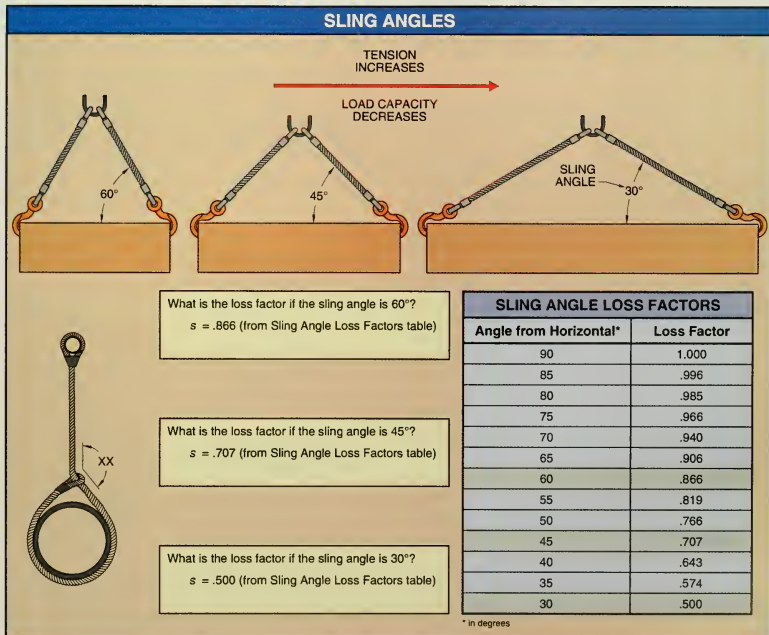 SLING ANGLES
TENSION
INCREASES
LOAD CAPACITY
DECREASES
60°
45°
SLING
ANGLE
30°
XX
What is the loss factor if the sling angle is 60°?
s = .866 (from Sling Angle Loss Factors table)
What is the loss factor if the sling angle is 45°?
s = .707 (from Sling Angle Loss Factors table)
What is the loss factor if the sling angle is 30°?
s = .500 (from Sling Angle Loss Factors table)
SLING ANGLE LOSS FACTORS
Angle from Horizontal* Loss Factor
90 1.000
85 .996
80 .985
75 .966
70 .940
65 .906
60 .866
55 .819
50 .766
45 .707
40 .643
35 .574
30 .500
* in degrees